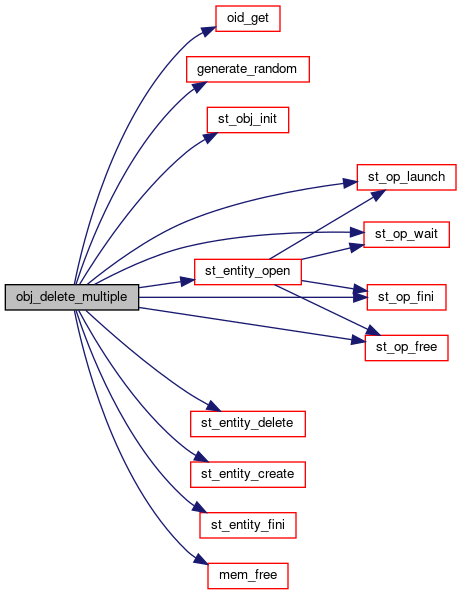 oid_get
generate_random
st_obj_init
st_op_launch
st_op_wait
st_entity_open
obj_delete_multiple
st_op_fini
st_op_free
st_entity_delete
st_entity_create
st_entity_fini
mem_free